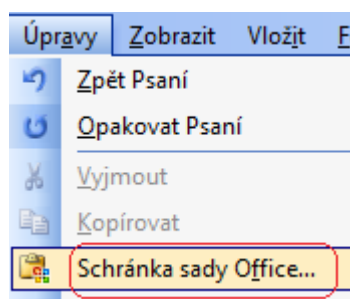 Úpravy Zobrazit Vložit F
Zpět Psaní
Opakovat Psaní
Vyjmout
Kopírovat
Schránka sady Office...